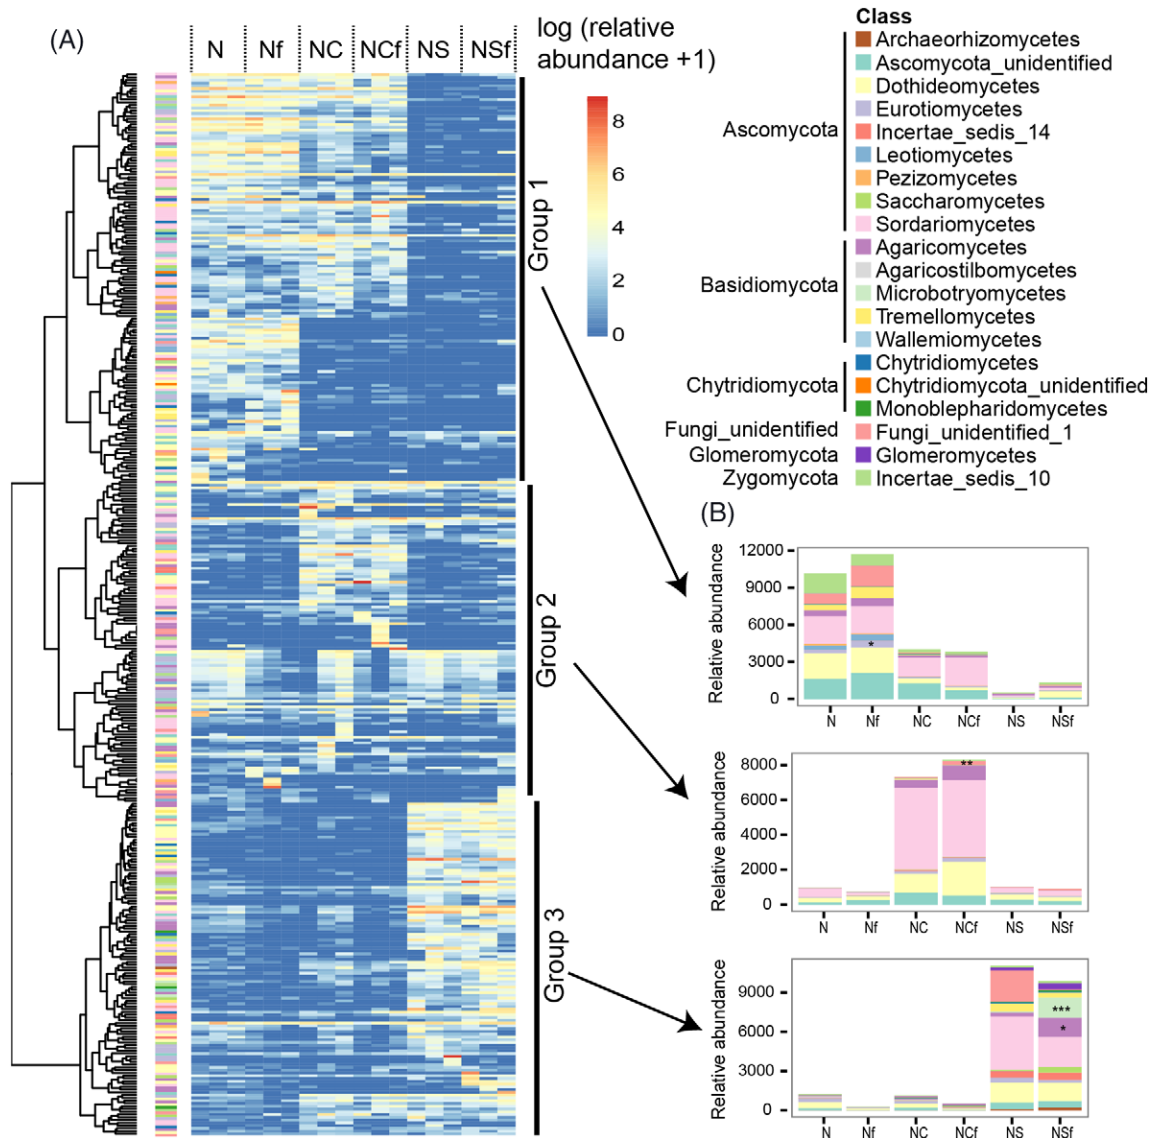 (A)
N Nf NC NCf NS NSf
log (relative
abundance +1)
8
6
4
2
0
Group 1
Group 2
Group 3
Class
Ascomycota
Archaeorhizomycetes
Ascomycota_unidentified
Dothideomycetes
Eurotiomycetes
Incertae_sedis_14
Leotiomycetes
Pezizomycetes
Saccharomycetes
Sordariomycetes
Basidiomycota
Agaricomycetes
Agaricostilbomycetes
Microbotryomycetes
Tremellomycetes
Wallemiomycetes
Chytridiomycota
Chytridiomycetes
Chytridiomycota_unidentified
Monoblepharidomycetes
Fungi_unidentified Fungi_unidentified_1
Glomeromycota Glomeromycetes
Zygomycota Incertae_sedis_10
(B)
Relative abundance
12000
9000
6000
3000
0
*
N Nf NC NCf NS NSf
Relative abundance
8000
6000
4000
2000
0
**
N Nf NC NCf NS NSf
Relative abundance
9000
6000
3000
0
***
*
N Nf NC NCf NS NSf